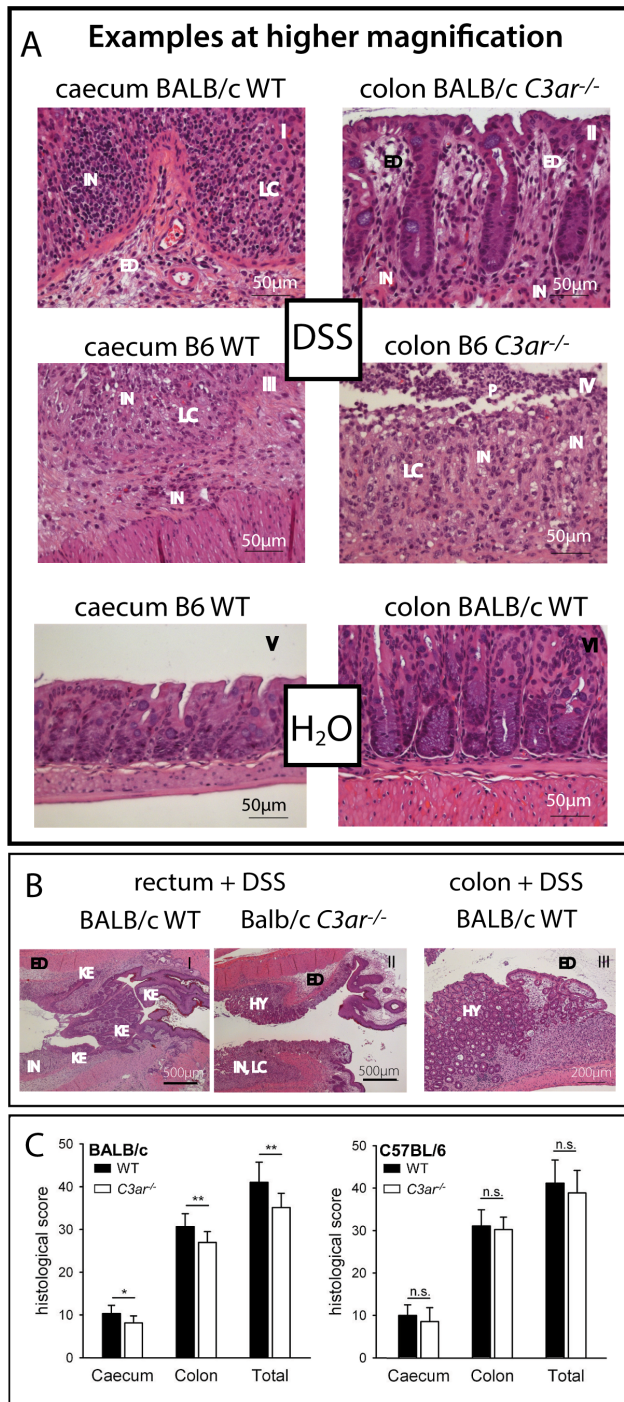 A
Examples at higher magnification
caecum BALB/c WT
colon BALB/c C3ar-/-
I
IN
LC
ED
50μm
II
ED
ED
IN
IN
50μm
DSS
caecum B6 WT
colon B6 C3ar-/-
III
IN
LC
IN
50μm
P
IV
IN
LC
IN
50μm
caecum B6 WT
colon BALB/c WT
V
50μm
VI
50μm
H₂O
B
rectum + DSS
colon + DSS
BALB/c WT
Balb/c C3ar-/-
BALB/c WT
ED
I
KE
KE
KE
IN
KE
500μm
II
ED
HY
IN, LC
500μm
ED
III
HY
200μm
C
BALB/c
WT
C3ar-/-
histological score
50
40
30
20
10
0
*
**
**
Caecum
Colon
Total
C57BL/6
WT
C3ar-/-
histological score
50
40
30
20
10
0
n.s.
n.s.
n.s.
Caecum
Colon
Total